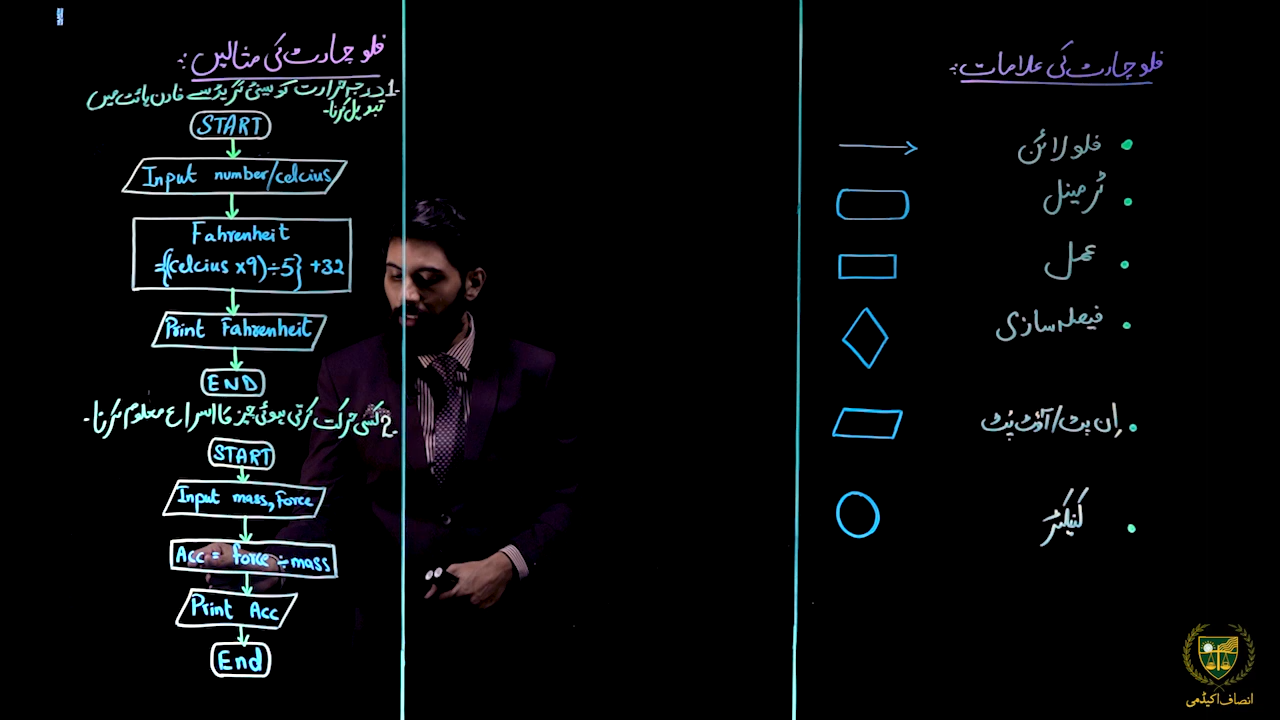 فلو چارٹ کی علامات:
فلو لائن
ٹرمینل
عمل
فیصلہ سازی
اِن پٹ/آؤٹ پُٹ
کنیکٹر
فلو چارٹ کی مثالیں:
1- درجہ حرارت کو سینٹی گریڈ سے فارن ہائٹ میں
تبدیل کرنا۔
START
Input number/celcius
Fahrenheit
={(celcius x9)÷5} +32
Print Fahrenheit
END
2- کسی حرکت کرتی ہوئی چیز کا اسراع معلوم کرنا۔
START
Input mass, force
Acc = force ÷ mass
Print Acc
End
انصاف اکیڈمی